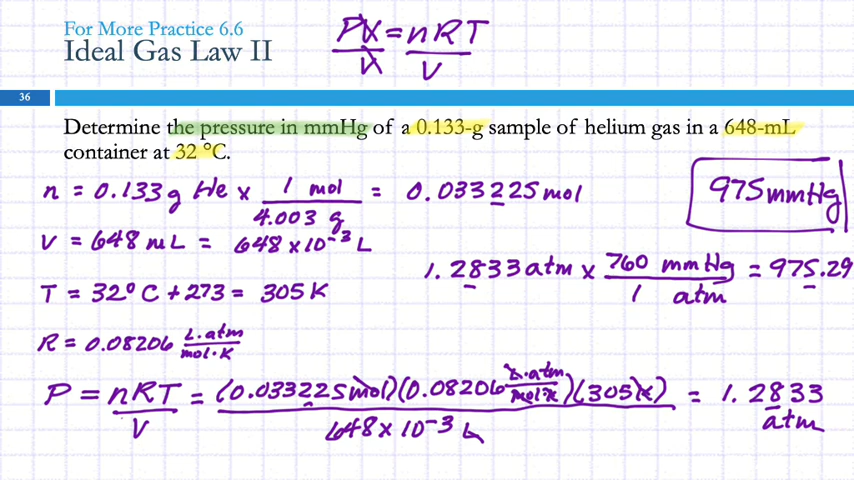 For More Practice 6.6
Ideal Gas Law II
PV = nRT
V V
36
Determine the pressure in mmHg of a 0.133-g sample of helium gas in a 648-mL
container at 32 °C.
n = 0.133 g He × 1 mol / 4.003 g = 0.033225 mol
975 mmHg
V = 648 mL = 648 × 10⁻³ L
1.2833 atm × 760 mmHg / 1 atm = 975.29
T = 32° C + 273 = 305 K
R = 0.08206 L·atm / mol·K
P = nRT / V = (0.033225 mol)(0.08206 L·atm / mol·K)(305 K) / 648 × 10⁻³ L = 1.2833 atm